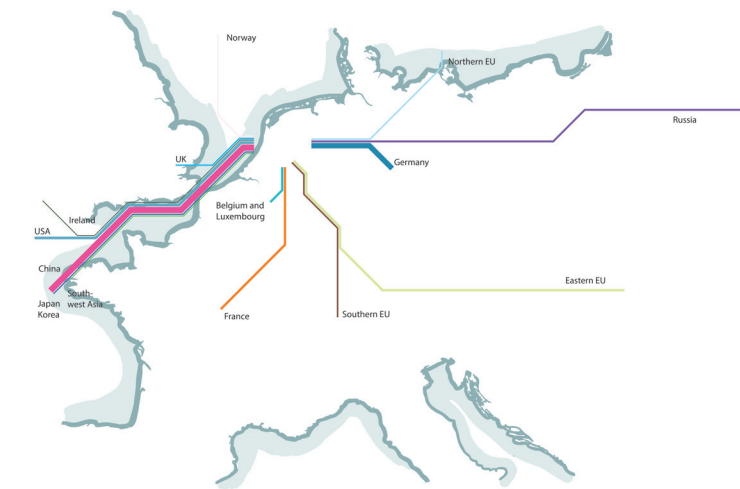 Norway
Northern EU
Russia
UK
Germany
Belgium and
Luxembourg
Ireland
USA
China
South-
west Asia
Japan
Korea
Eastern EU
France
Southern EU